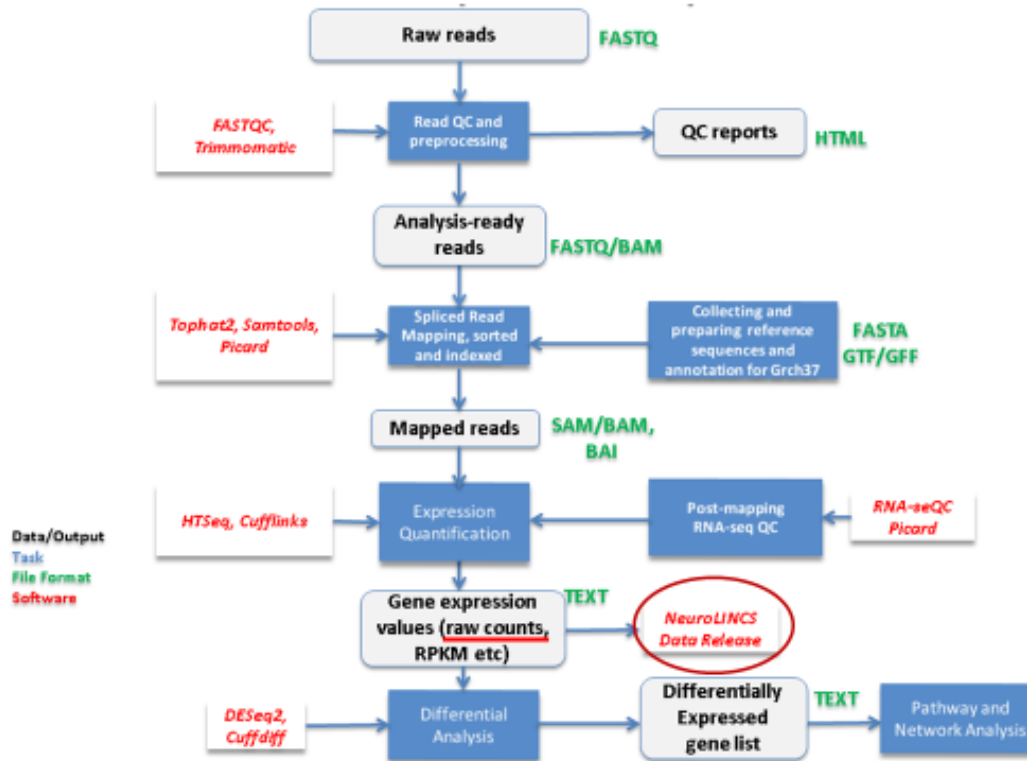 Raw reads
FASTQ
FASTQC,
Trimmomatic
Read QC and
preprocessing
QC reports
HTML
Analysis-ready
reads
FASTQ/BAM
Tophat2, Samtools,
Picard
Spliced Read
Mapping, sorted
and indexed
Collecting and
preparing reference
sequences and
annotation for Grch37
FASTA
GTF/GFF
Mapped reads
SAM/BAM,
BAI
HTSeq, Cufflinks
Expression
Quantification
Post-mapping
RNA-seq QC
RNA-seQC
Picard
Data/Output
Task
File Format
Software
Gene expression
values (raw counts,
RPKM etc)
TEXT
NeuroLINCS
Data Release
DESeq2,
Cuffdiff
Differential
Analysis
Differentially
Expressed
gene list
TEXT
Pathway and
Network Analysis